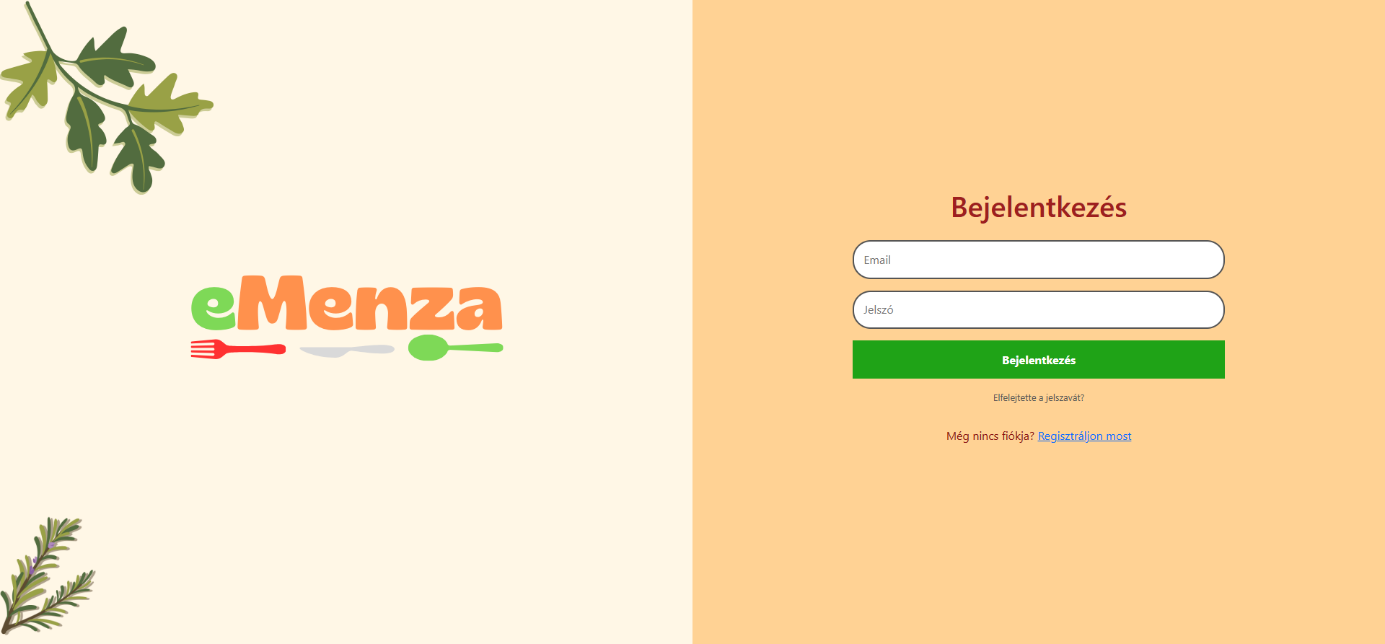 eMenza
Bejelentkezés
Email
Jelszó
Bejelentkezés
Elfelejtette a jelszavát?
Még nincs fiókja? Regisztráljon most